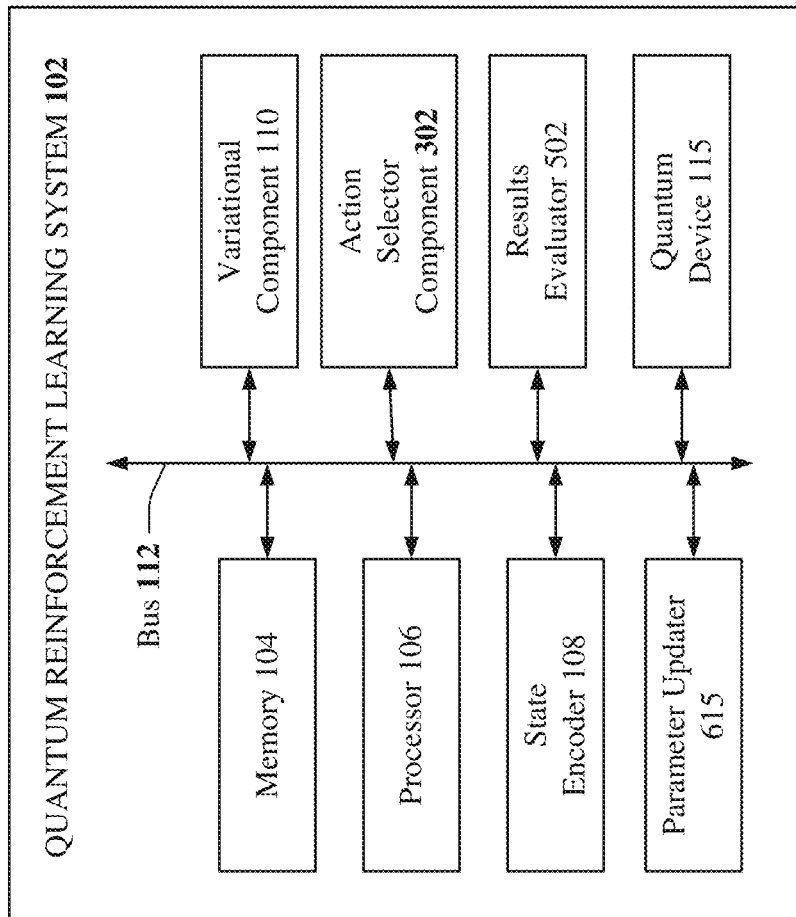 QUANTUM REINFORCEMENT LEARNING SYSTEM 102
Bus 112
Memory 104
Processor 106
State
Encoder 108
Parameter Updater
615
Variational
Component 110
Action
Selector
Component 302
Results
Evaluator 502
Quantum
Device 115